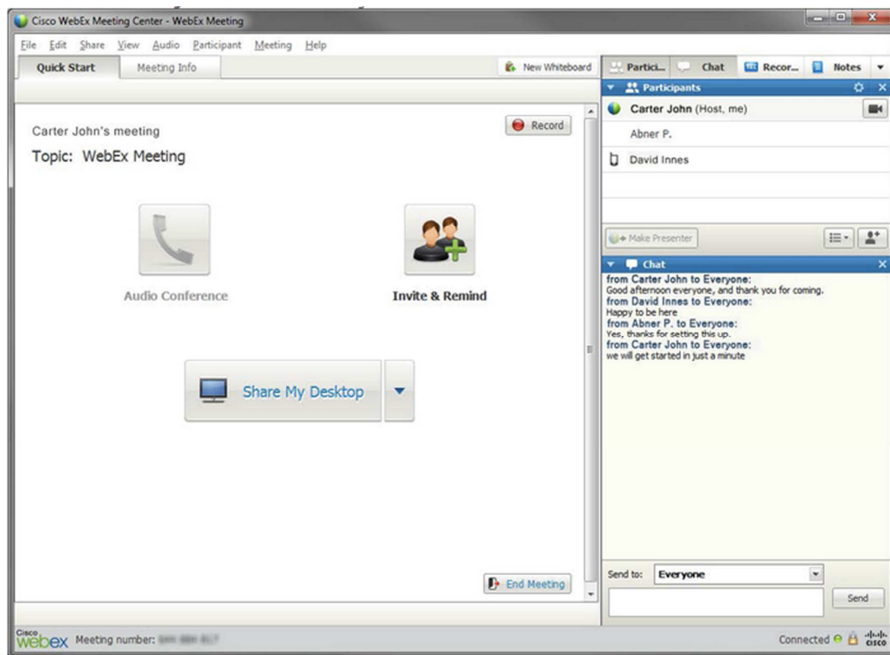 Cisco WebEx Meeting Center - WebEx Meeting
File Edit Share View Audio Participant Meeting Help
Quick Start Meeting Info New Whiteboard
Carter John's meeting
Record
Topic: WebEx Meeting
Audio Conference Invite & Remind
Share My Desktop
End Meeting
Partici... Chat Recor... Notes
Participants
Carter John (Host, me)
Abner P.
David Innes
Make Presenter
Chat
from Carter John to Everyone:
Good afternoon everyone, and thank you for coming.
from David Innes to Everyone:
Happy to be here
from Abner P. to Everyone:
Yes, thanks for setting this up.
from Carter John to Everyone:
we will get started in just a minute
Send to: Everyone
Send
Cisco
webex Meeting number:
Connected
CISCO